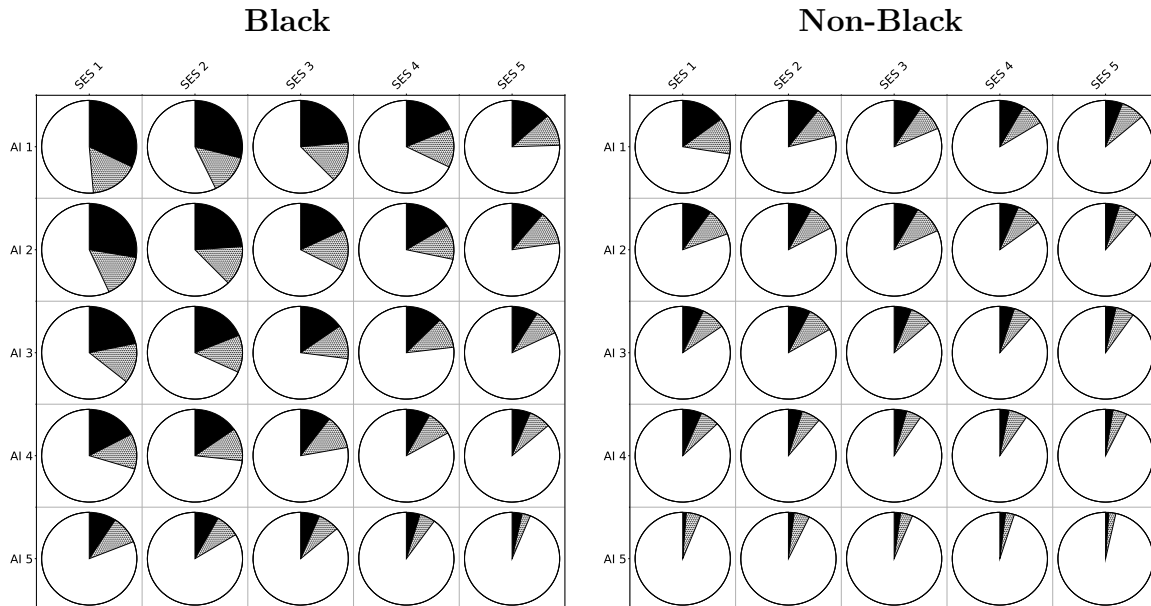 Black Non-Black
SES 1 SES 2 SES 3 SES 4 SES 5 SES 1 SES 2 SES 3 SES 4 SES 5
AI 1 AI 1
AI 2 AI 2
AI 3 AI 3
AI 4 AI 4
AI 5 AI 5